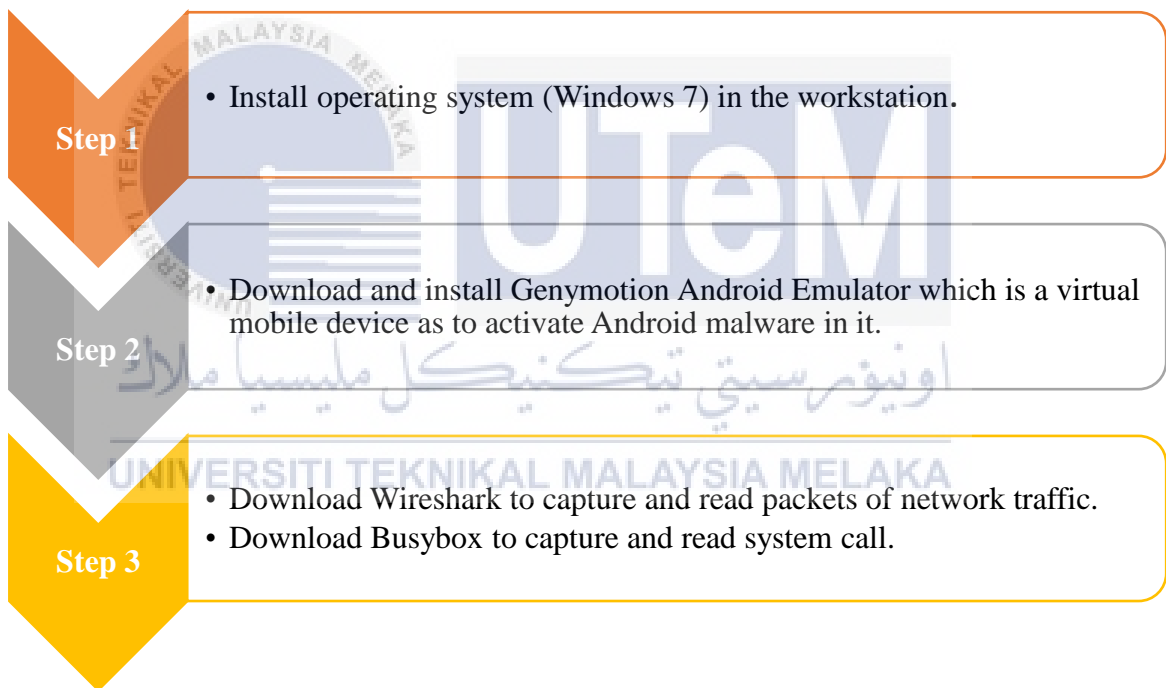 UNIVERSITI TEKNIKAL MALAYSIA MELAKA
UTeM
Step 1
• Install operating system (Windows 7) in the workstation.
Step 2
• Download and install Genymotion Android Emulator which is a virtual
mobile device as to activate Android malware in it.
اونيۏرسيتي تيكنيكل مليسيا ملاك
UNIVERSITI TEKNIKAL MALAYSIA MELAKA
Step 3
• Download Wireshark to capture and read packets of network traffic.
• Download Busybox to capture and read system call.